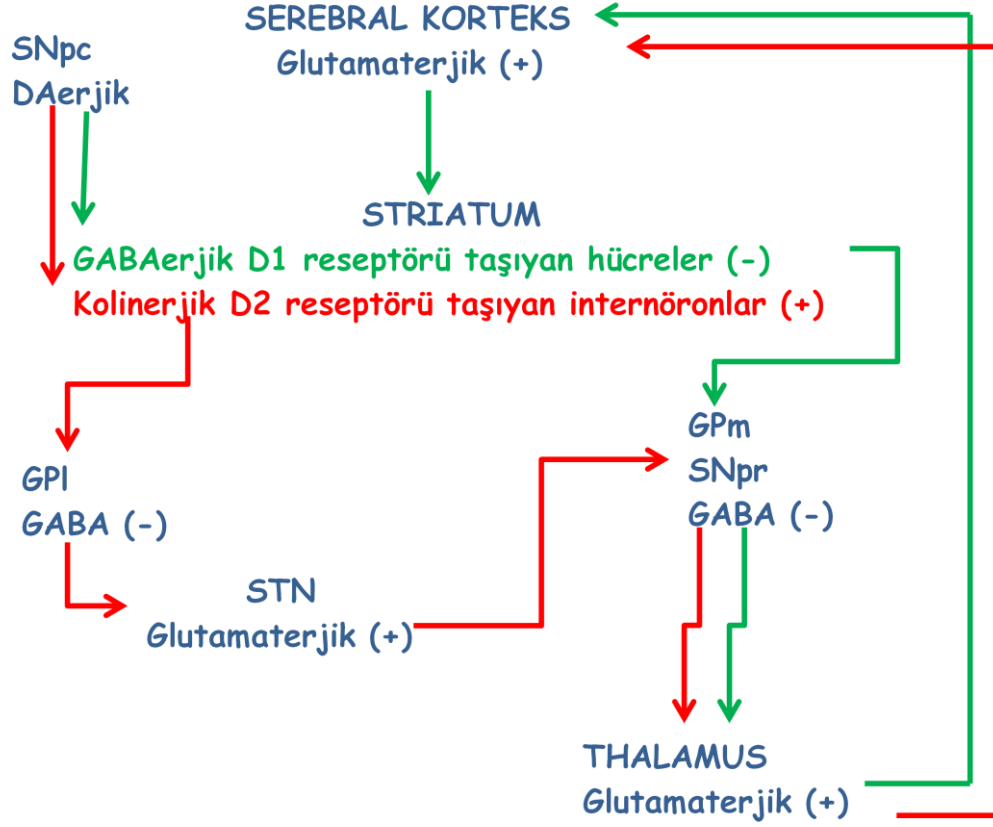 SEREBRAL KORTEKS
Glutamaterjik (+)
SNpc
DAerjik
STRIATUM
GABAerjik D1 reseptörü taşıyan hücreler (-)
Kolinerjik D2 reseptörü taşıyan internöronlar (+)
GPm
SNpr
GABA (-)
GPl
GABA (-)
STN
Glutamaterjik (+)
THALAMUS
Glutamaterjik (+)